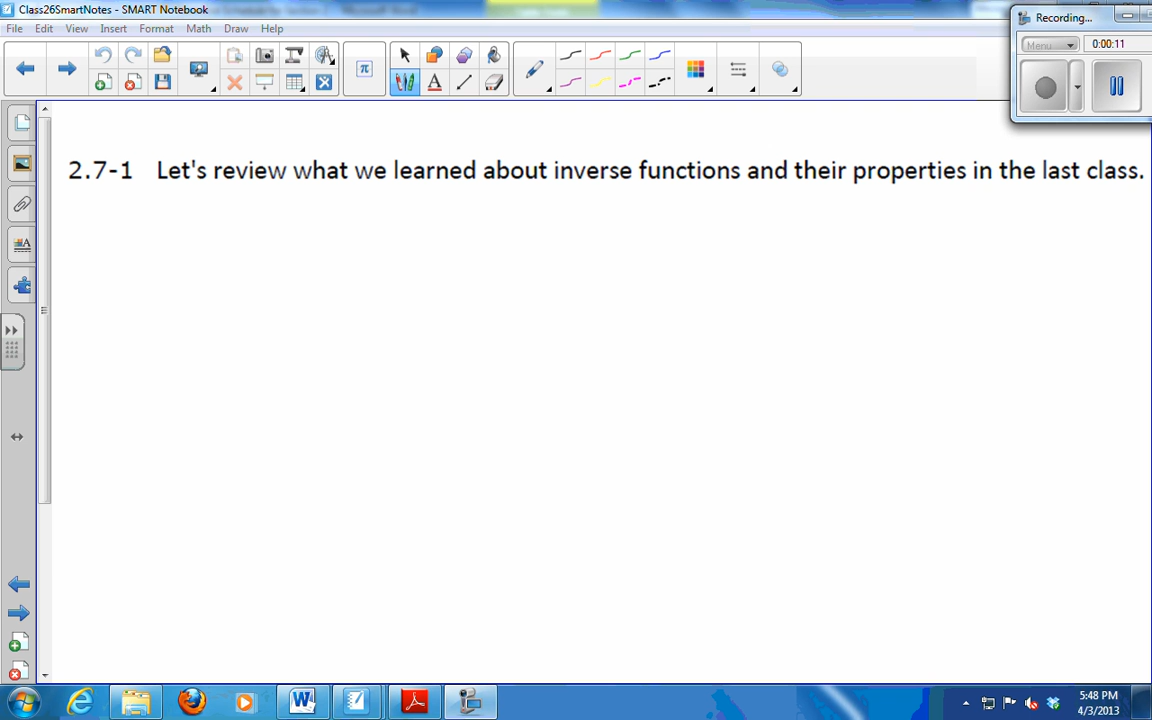 Class26SmartNotes - SMART Notebook
Recording...
File Edit View Insert Format Math Draw Help
Menu 0:00:11
π
A
2.7-1 Let's review what we learned about inverse functions and their properties in the last class.
5:48 PM
4/3/2013